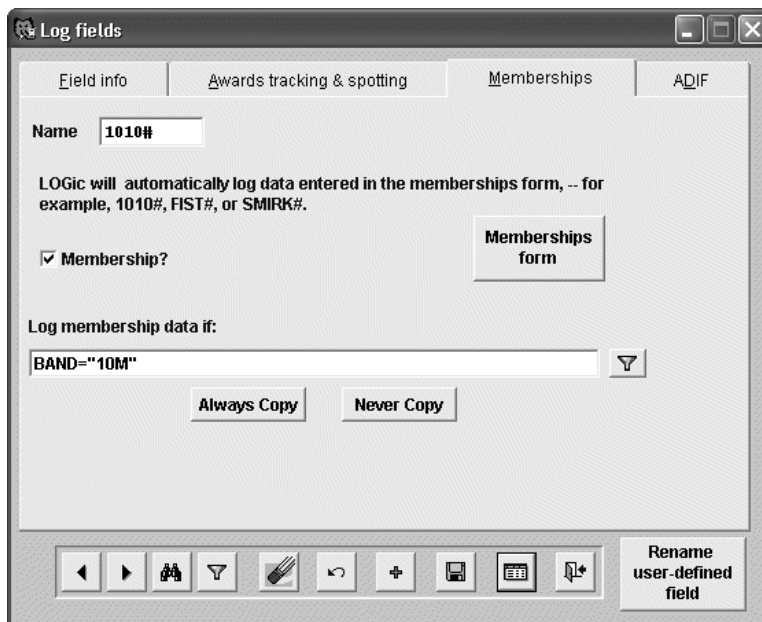 Log fields
Field info
Awards tracking & spotting
Memberships
ADIF
Name 1010#
LOGic will automatically log data entered in the memberships form, -- for
example, 1010#, FIST#, or SMIRK#.
Memberships
form
Membership?
Log membership data if:
BAND="10M"
Always Copy
Never Copy
Rename
user-defined
field